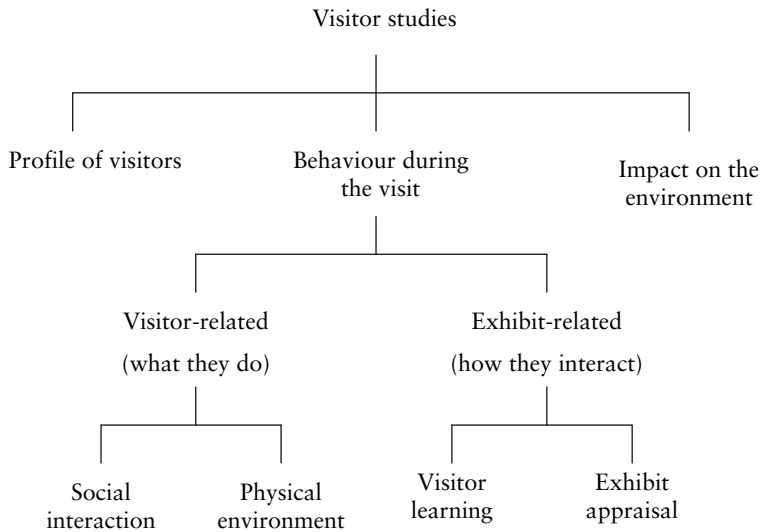 Visitor studies
Profile of visitors
Behaviour during
the visit
Impact on the
environment
Visitor-related
(what they do)
Exhibit-related
(how they interact)
Social
interaction
Physical
environment
Visitor
learning
Exhibit
appraisal